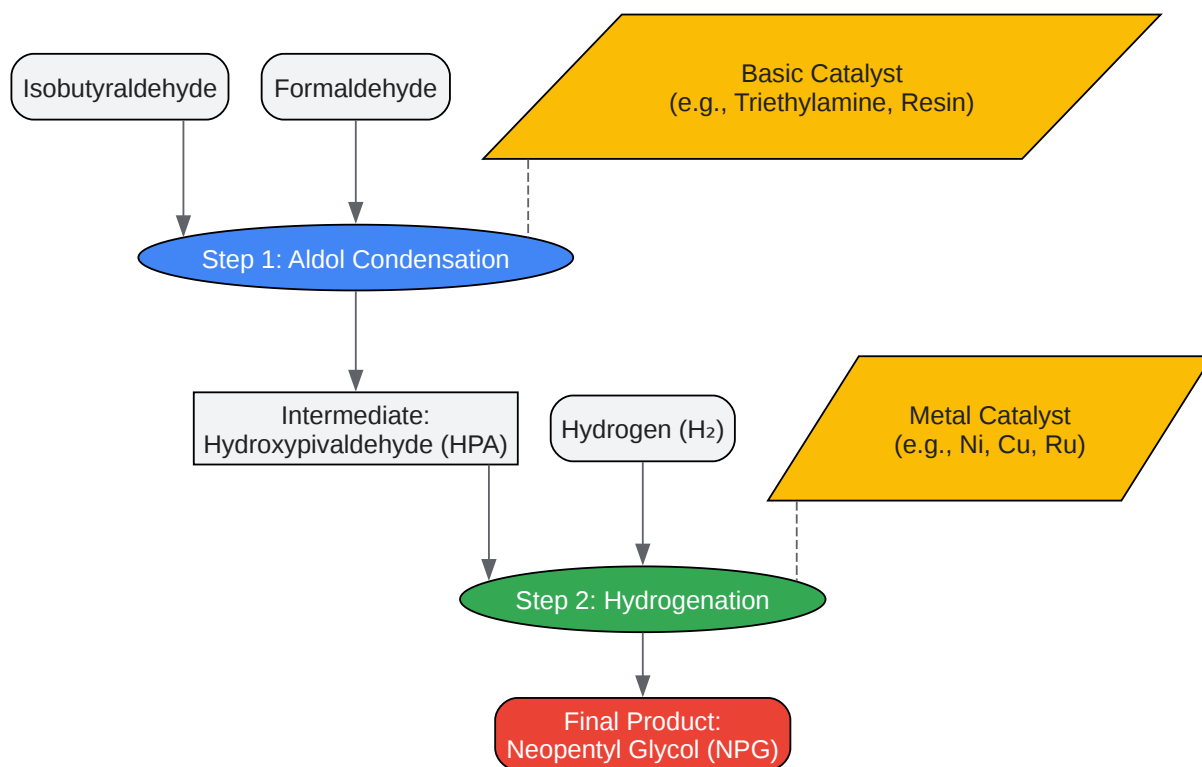 Isobutyraldehyde
Formaldehyde
Basic Catalyst
(e.g., Triethylamine, Resin)
Step 1: Aldol Condensation
Intermediate:
Hydroxypivaldehyde (HPA)
Hydrogen (H₂)
Metal Catalyst
(e.g., Ni, Cu, Ru)
Step 2: Hydrogenation
Final Product:
Neopentyl Glycol (NPG)